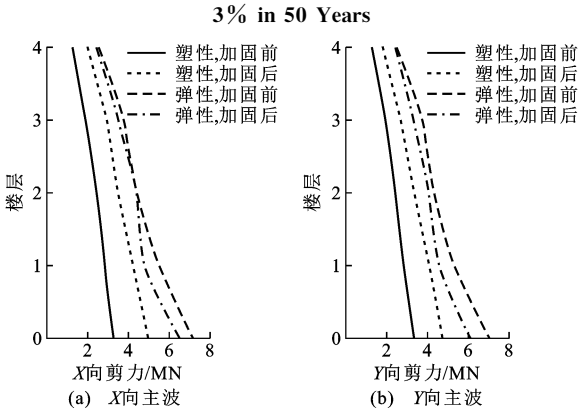 3% in 50 Years
4
3
2
1
0
楼层
塑性,加固前
塑性,加固后
弹性,加固前
弹性,加固后
2 4 6 8
X向剪力/MN
(a) X向主波
4
3
2
1
0
楼层
塑性,加固前
塑性,加固后
弹性,加固前
弹性,加固后
2 4 6 8
Y向剪力/MN
(b) Y向主波